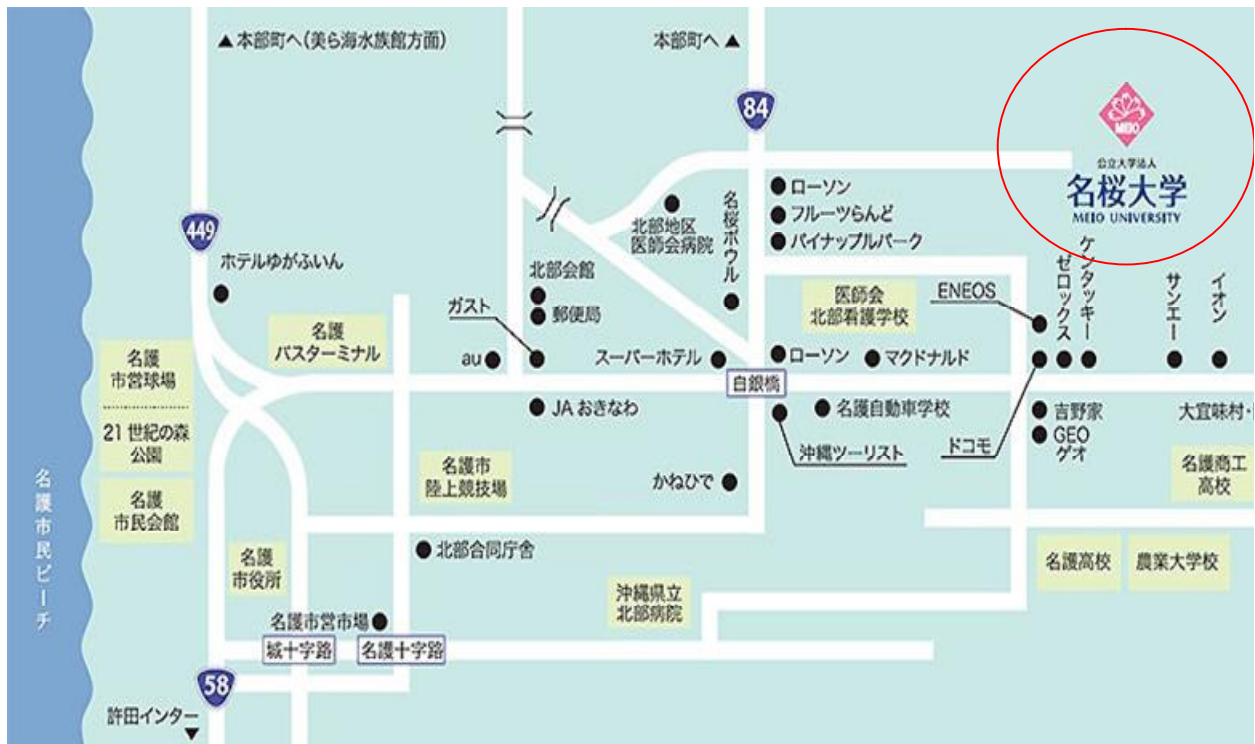 ▲本部町へ(美ら海水族館方面)
本部町へ▲
84
MEIO
公立大学法人
名桜大学
MEIO UNIVERSITY
ローソン
フルーツらんど
パイナップルパーク
北部地区
医師会病院
名桜ボウル
449
ホテルゆがふいん
北部会館
郵便局
ガスト
医師会
北部看護学校
ENEOS
ゼロックス
ケンタッキー
サンエー
イオン
名護
バスターミナル
名護
市営球場
au
スーパーホテル
ローソン
マクドナルド
白銀橋
21世紀の森
公園
JAおきなわ
名護自動車学校
吉野家
GEO
ゲオ
大宜味村・
沖縄ツーリスト
ドコモ
名護商工
高校
名護市
陸上競技場
かねひで
名護
市民会館
名護市民ビーチ
北部合同庁舎
名護
市役所
名護高校
農業大学校
沖縄県立
北部病院
名護市営市場
城十字路
名護十字路
58
許田インター
▼